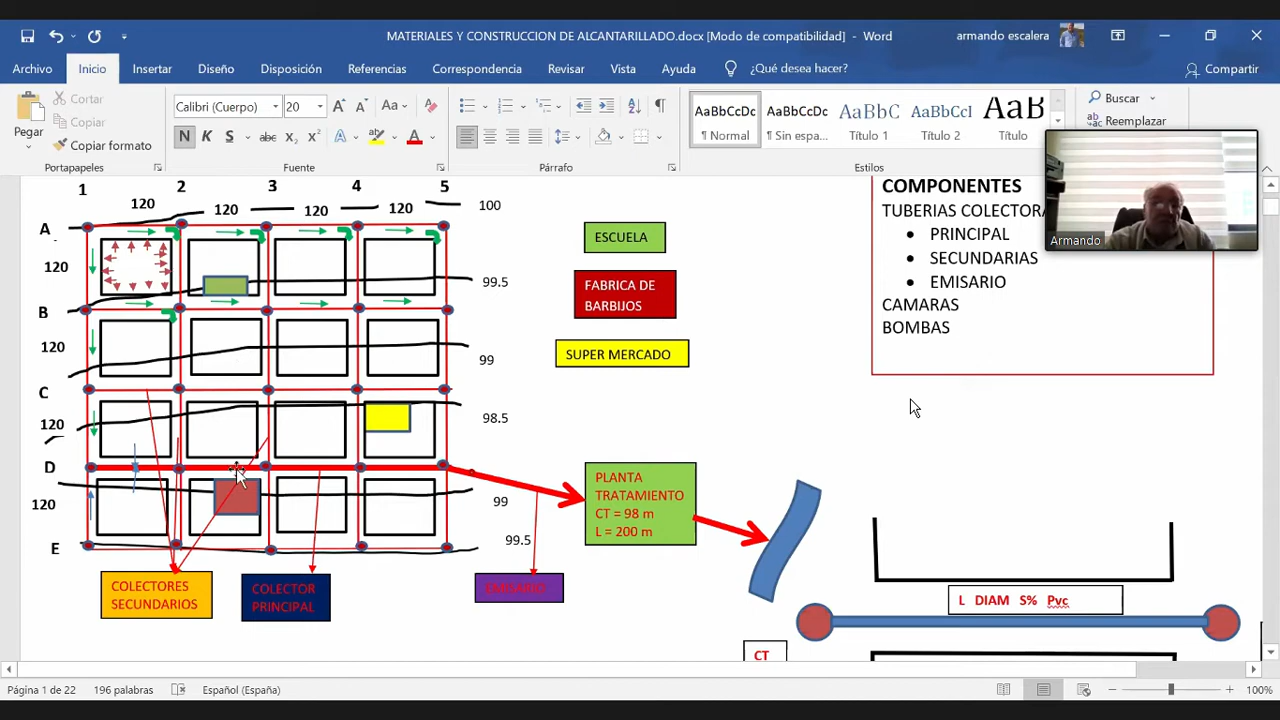 MATERIALES Y CONSTRUCCION DE ALCANTARILLADO.docx [Modo de compatibilidad] - Word
armando escalera
Archivo
Inicio
Insertar
Diseño
Disposición
Referencias
Correspondencia
Revisar
Vista
Ayuda
¿Qué desea hacer?
Compartir
Pegar
Cortar
Copiar
Copiar formato
Portapapeles
Calibri (Cuerpo)
20
Aa
N K S abc x₂ x²
Fuente
Párrafo
AaBbCcDc
¶ Normal
AaBbCcDc
¶ Sin espa...
AaBbC
Título 1
AaBbCcI
Título 2
AaB
Título
Estilos
Buscar
Reemplazar
Armando
1 2 3 4 5
120 120 120 120
100
A
120
99.5
B
120
99
C
120
98.5
D
120
99
E
99.5
ESCUELA
FABRICA DE
BARBIJOS
SUPER MERCADO
PLANTA
TRATAMIENTO
CT = 98 m
L = 200 m
COLECTORES
SECUNDARIOS
COLECTOR
PRINCIPAL
EMISARIO
COMPONENTES
TUBERIAS COLECTORA
• PRINCIPAL
• SECUNDARIAS
• EMISARIO
CAMARAS
BOMBAS
L DIAM S% Pvc
CT
Página 1 de 22
196 palabras
Español (España)
100%